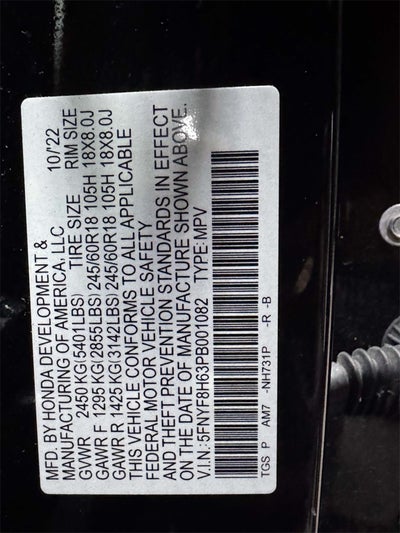 MFD. BY HONDA DEVELOPMENT &
MANUFACTURING OF AMERICA, LLC 10/'22
GVWR 2450 KG(5401LBS) TIRE SIZE RIM SIZE
GAWR F 1295 KG(2855LBS) 245/60R18 105H 18X8.0J
GAWR R 1425 KG(3142LBS) 245/60R18 105H 18X8.0J
THIS VEHICLE CONFORMS TO ALL APPLICABLE
FEDERAL MOTOR VEHICLE SAFETY
AND THEFT PREVENTION STANDARDS IN EFFECT
ON THE DATE OF MANUFACTURE SHOWN ABOVE.
V.I.N.:5FNYF8H63PB001082 TYPE: MPV
TGS P AM7 -NH731P -R -B